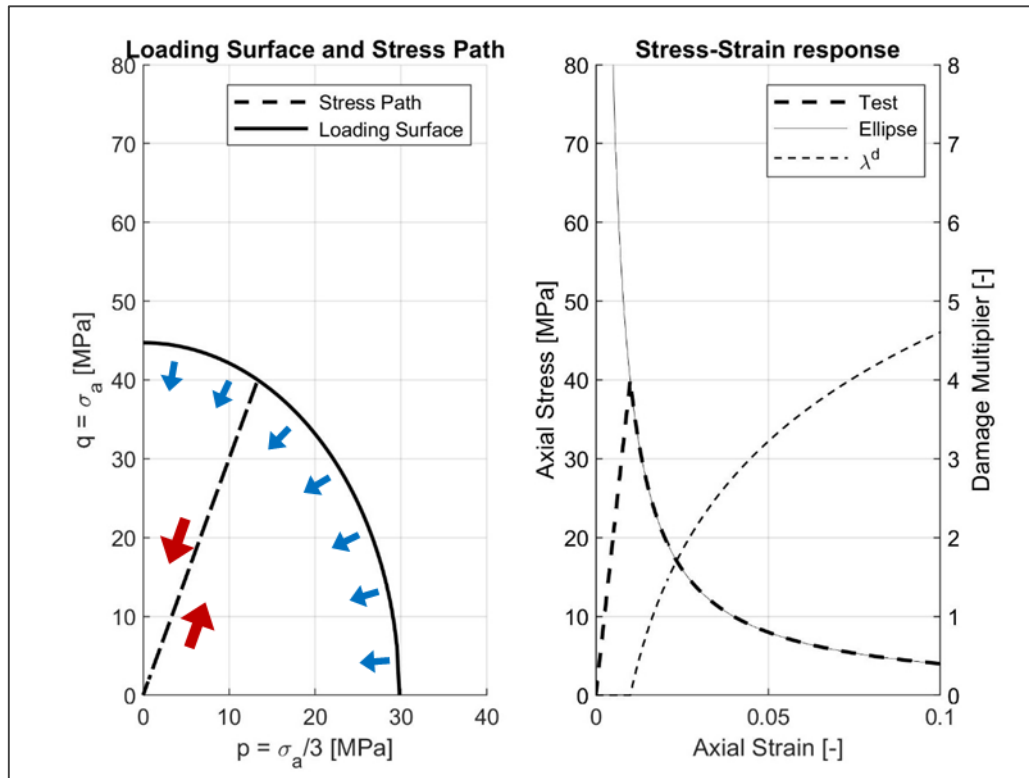 Loading Surface and Stress Path
80
70
60
50
40
30
20
10
0
q = σa [MPa]
Stress Path
Loading Surface
0 10 20 30 40
p = σa/3 [MPa]
Stress-Strain response
80
70
60
50
40
30
20
10
0
Axial Stress [MPa]
Test
Ellipse
λd
8
7
6
5
4
3
2
1
0
Damage Multiplier [-]
0 0.05 0.1
Axial Strain [-]